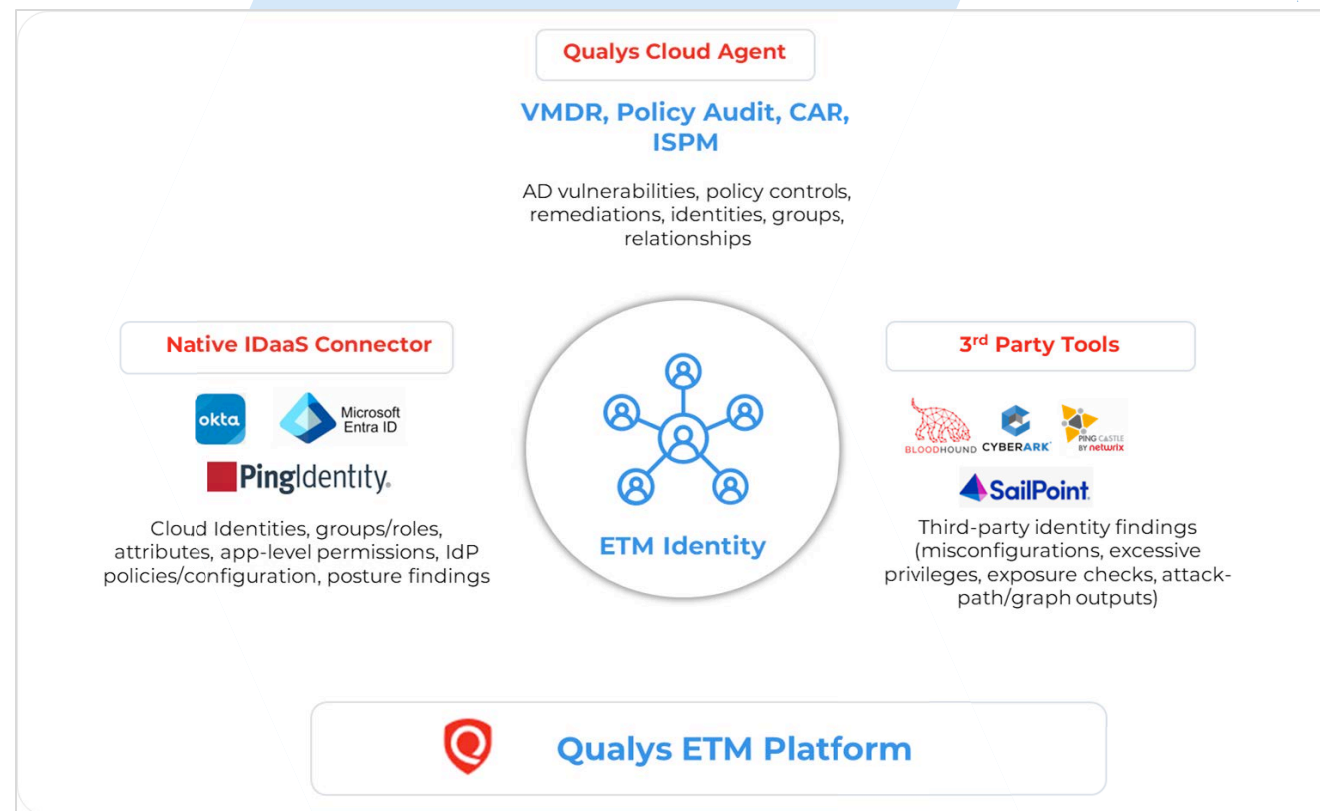 Qualys Cloud Agent
VMDR, Policy Audit, CAR,
ISPM
AD vulnerabilities, policy controls,
remediations, identities, groups,
relationships
Native IDaaS Connector
okta
Microsoft
Entra ID
PingIdentity.
Cloud Identities, groups/roles,
attributes, app-level permissions, IdP
policies/configuration, posture findings
ETM Identity
3rd Party Tools
BLOODHOUND
CYBERARK®
PING CASTLE
BY netwrix
SailPoint.
Third-party identity findings
(misconfigurations, excessive
privileges, exposure checks, attack-
path/graph outputs)
Qualys ETM Platform